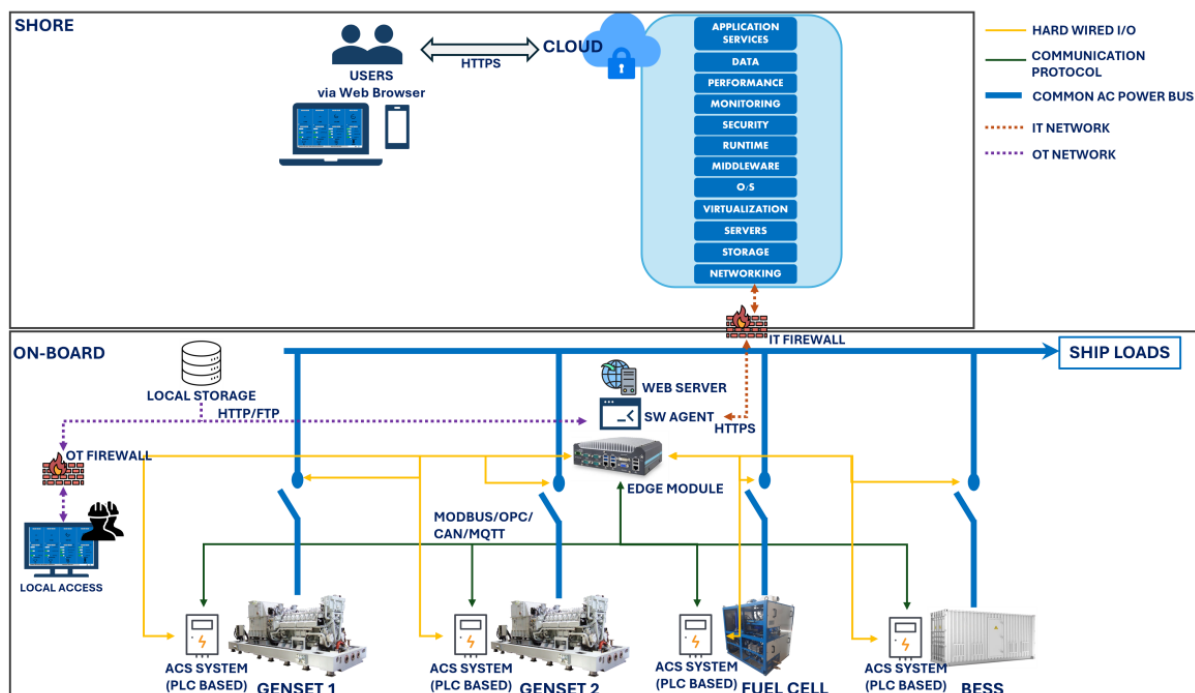 SHORE
USERS
via Web Browser
HTTPS
CLOUD
APPLICATION
SERVICES
DATA
PERFORMANCE
MONITORING
SECURITY
RUNTIME
MIDDLEWARE
O/S
VIRTUALIZATION
SERVERS
STORAGE
NETWORKING
HARD WIRED I/O
COMMUNICATION
PROTOCOL
COMMON AC POWER BUS
IT NETWORK
OT NETWORK
ON-BOARD
IT FIREWALL
SHIP LOADS
LOCAL STORAGE
HTTP/FTP
WEB SERVER
SW AGENT
HTTPS
OT FIREWALL
EDGE MODULE
LOCAL ACCESS
MODBUS/OPC/
CAN/MQTT
ACS SYSTEM
(PLC BASED)
GENSET 1
ACS SYSTEM
(PLC BASED)
GENSET 2
ACS SYSTEM
(PLC BASED)
FUEL CELL
ACS SYSTEM
(PLC BASED)
BESS